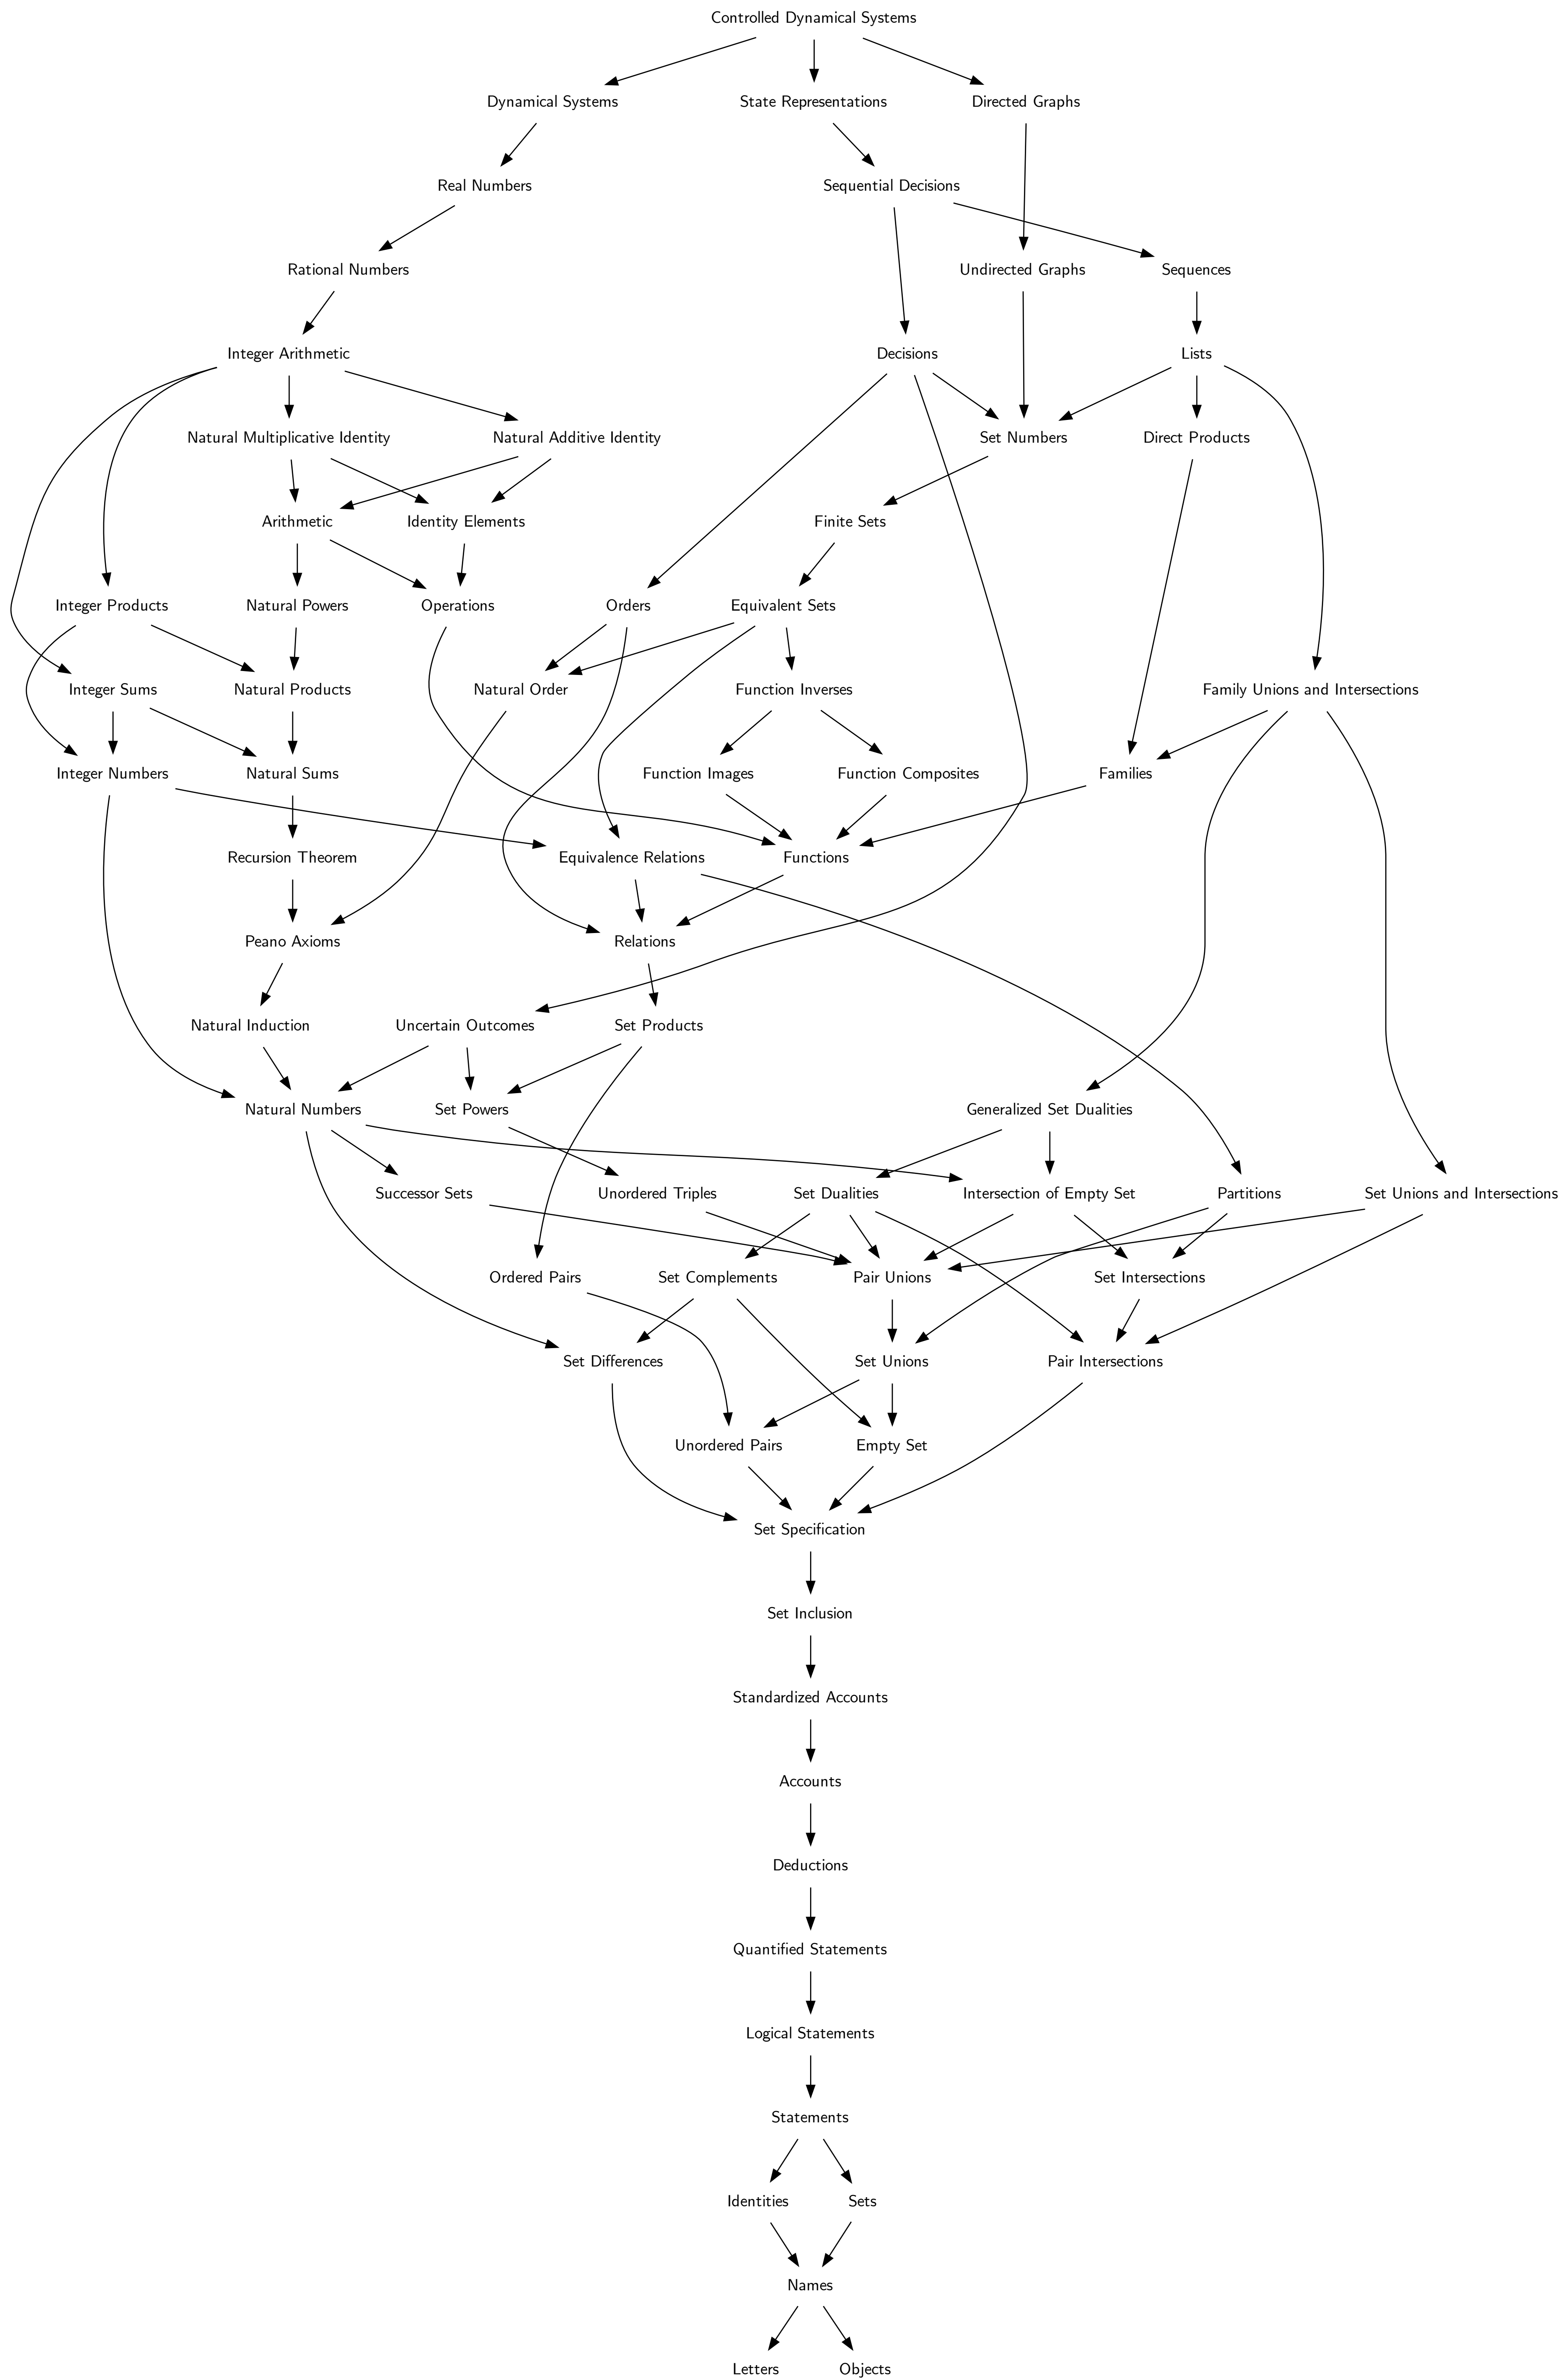 Controlled Dynamical Systems
Dynamical Systems
State Representations
Directed Graphs
Real Numbers
Sequential Decisions
Rational Numbers
Undirected Graphs
Sequences
Integer Arithmetic
Decisions
Lists
Natural Multiplicative Identity
Natural Additive Identity
Set Numbers
Direct Products
Arithmetic
Identity Elements
Finite Sets
Integer Products
Natural Powers
Operations
Orders
Equivalent Sets
Integer Sums
Natural Products
Natural Order
Function Inverses
Family Unions and Intersections
Integer Numbers
Natural Sums
Function Images
Function Composites
Families
Recursion Theorem
Equivalence Relations
Functions
Peano Axioms
Relations
Natural Induction
Uncertain Outcomes
Set Products
Natural Numbers
Set Powers
Generalized Set Dualities
Successor Sets
Unordered Triples
Set Dualities
Intersection of Empty Set
Partitions
Set Unions and Intersections
Ordered Pairs
Set Complements
Pair Unions
Set Intersections
Set Differences
Set Unions
Pair Intersections
Unordered Pairs
Empty Set
Set Specification
Set Inclusion
Standardized Accounts
Accounts
Deductions
Quantified Statements
Logical Statements
Statements
Identities
Sets
Names
Letters
Objects